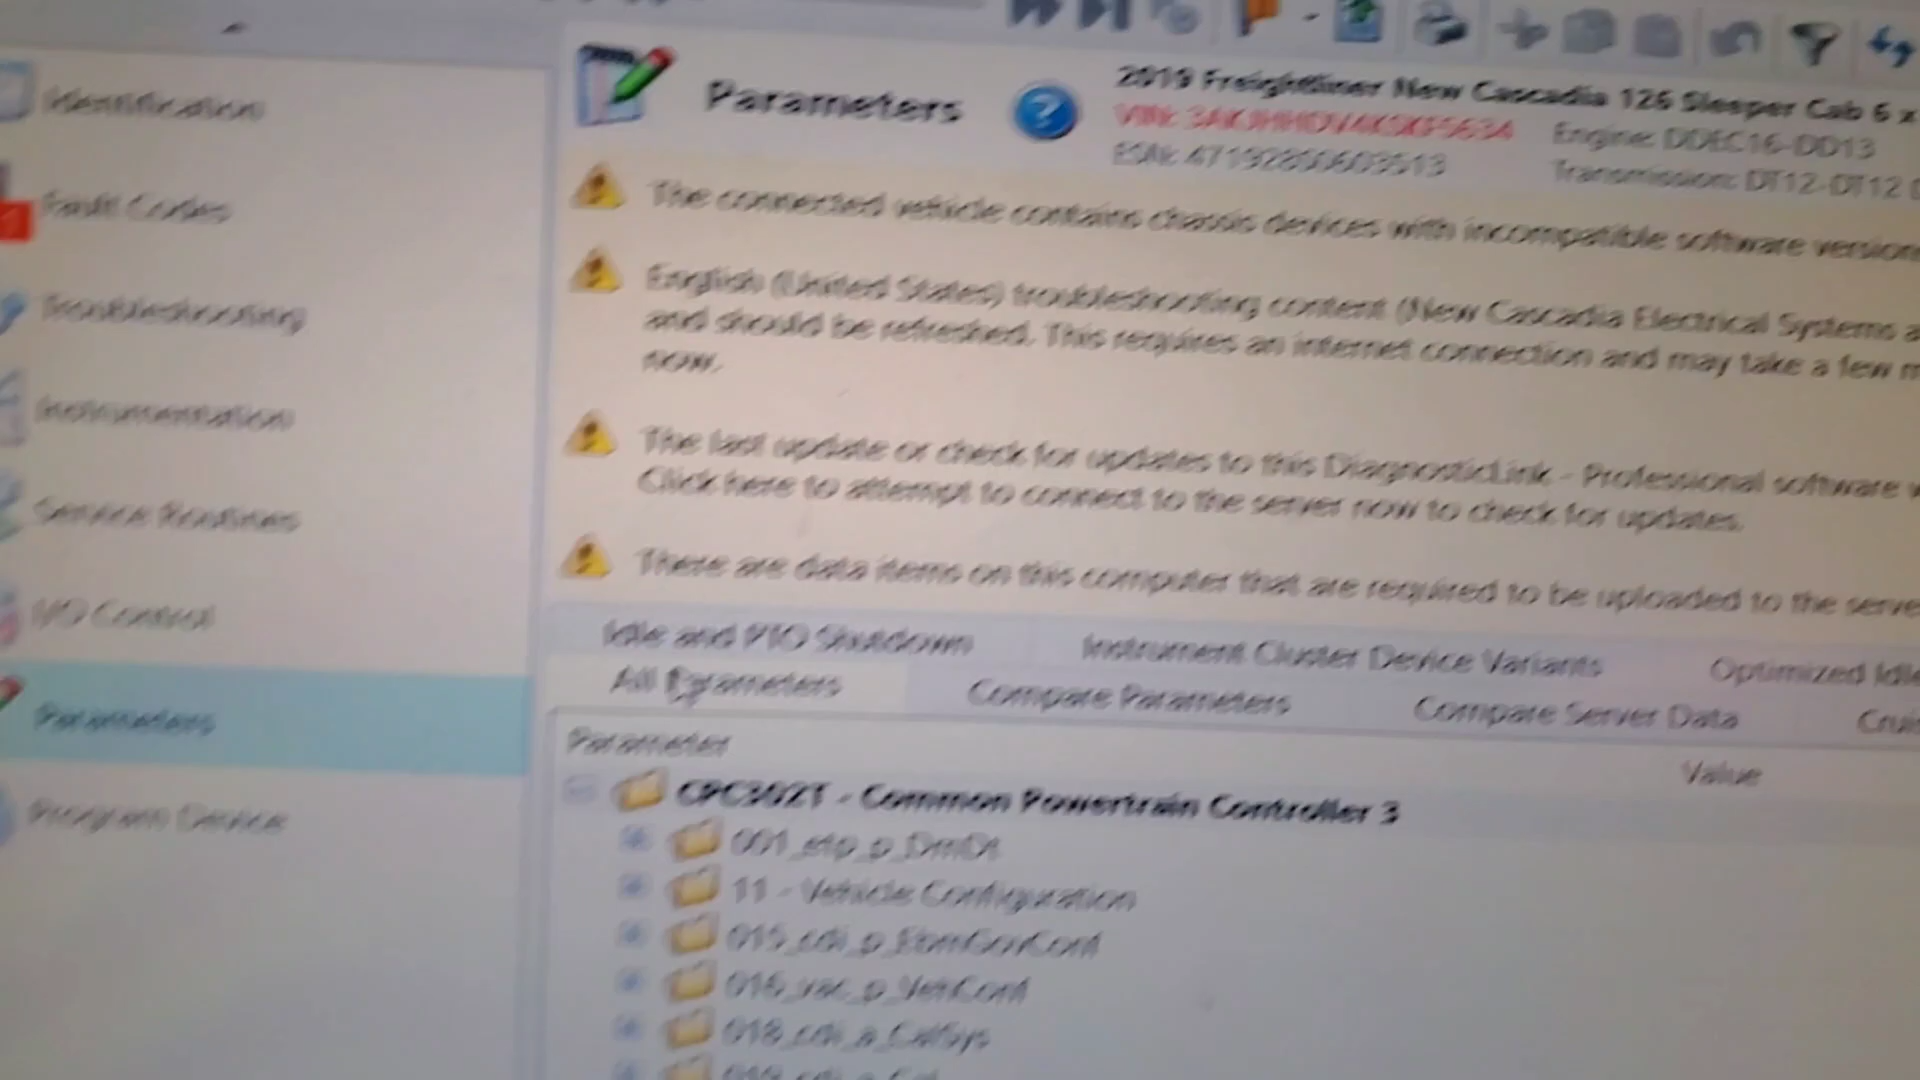 Identification
Fault Codes
Troubleshooting
Instrumentation
Service Routines
I/O Control
Parameters
Program Device
Parameters
2019 Freightliner New Cascadia 126 Sleeper Cab 6 x
VIN:
Engine: DDEC16-DD13
ESN:
Transmission: DT12-DT12
The connected vehicle contains chassis devices with incompatible software version
English (United States) troubleshooting content (New Cascadia Electrical Systems
and should be refreshed. This requires an internet connection and may take a few
now.
The last update or check for updates to this DiagnosticLink - Professional software
Click here to attempt to connect to the server now to check for updates.
There are data items on this computer that are required to be uploaded to the serve
Idle and PTO Shutdown
Instrument Cluster Device Variants
Optimized Idle
All Parameters
Compare Parameters
Compare Server Data
Crui
Parameter
Value
CPC302T - Common Powertrain Controller 3
11 - Vehicle Configuration